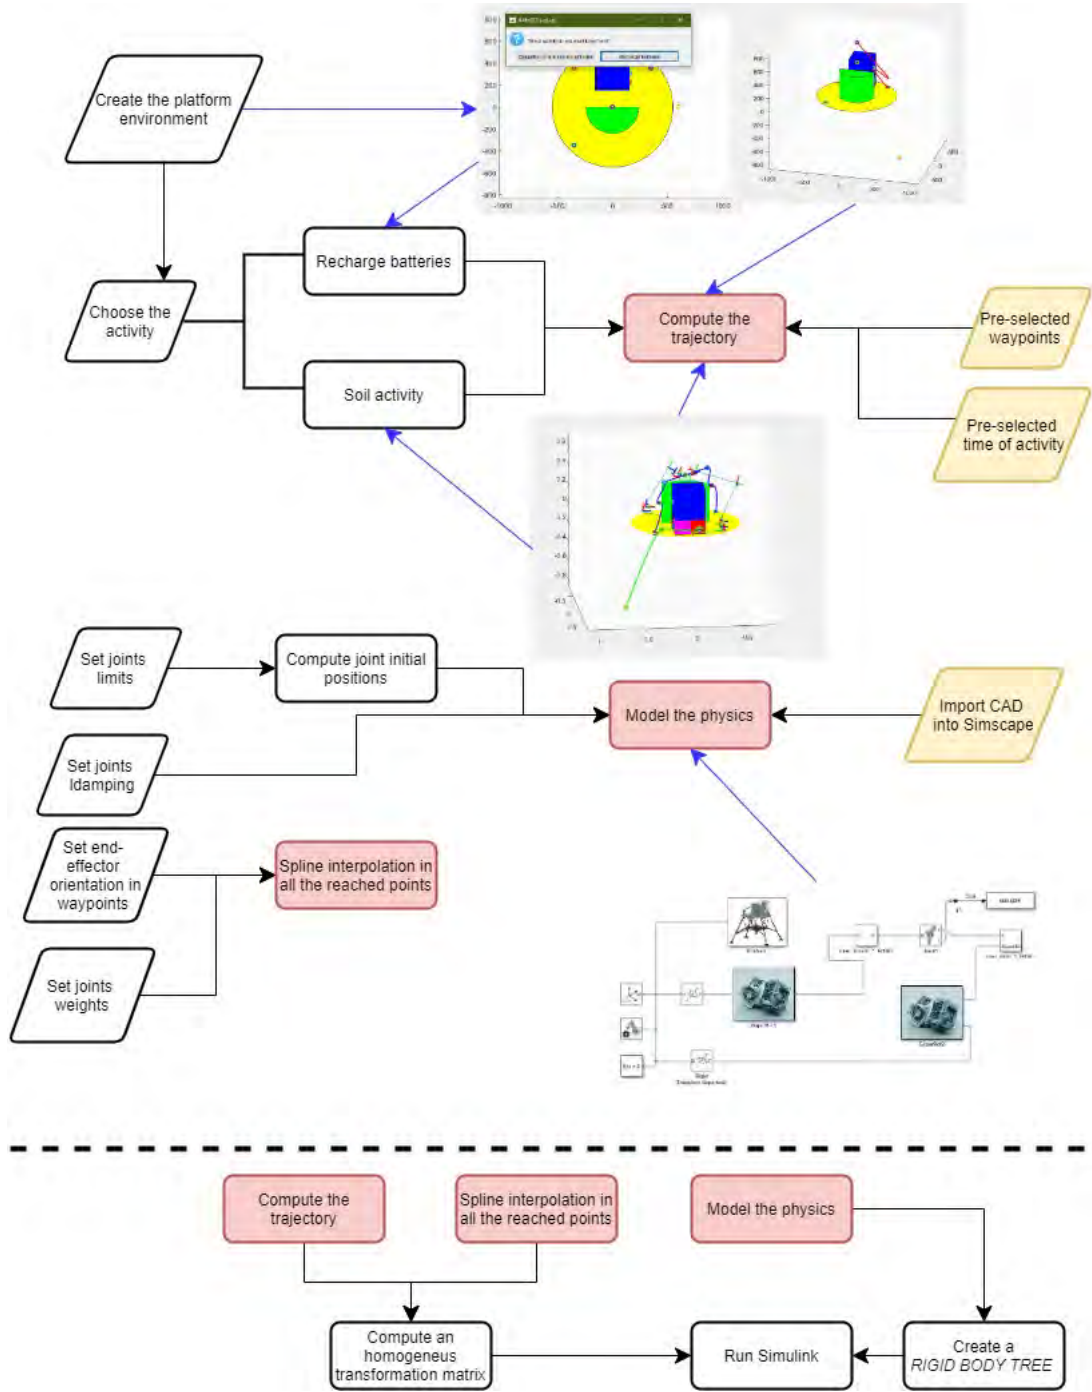 Create the platform
environment
Choose the
activity
Recharge batteries
Soil activity
Compute the
trajectory
Pre-selected
waypoints
Pre-selected
time of activity
Set joints
limits
Compute joint initial
positions
Model the physics
Import CAD
into Simscape
Set joints
ldamping
Set end-
effector
orientation in
waypoints
Spline interpolation in
all the reached points
Set joints
weights
Compute the
trajectory
Spline interpolation in
all the reached points
Model the physics
Compute an
homogeneus
transformation matrix
Run Simulink
Create a
RIGID BODY TREE